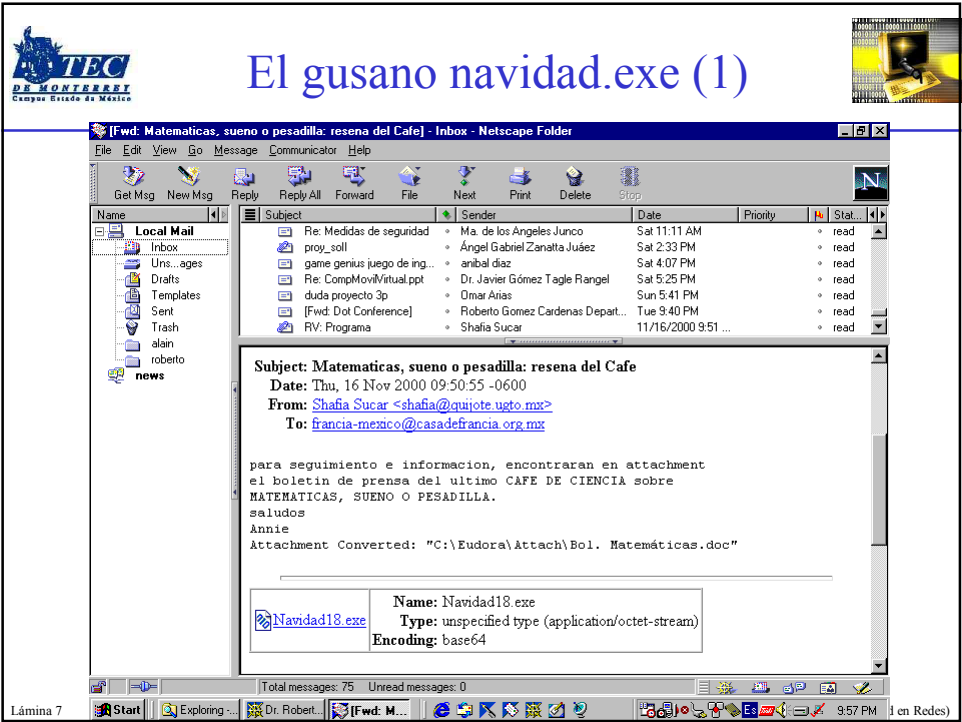 TEC
DE MONTERREY
Campus Estado de México
El gusano navidad.exe (1)
[Fwd: Matematicas, sueno o pesadilla: resena del Cafe] - Inbox - Netscape Folder
File Edit View Go Message Communicator Help
Get Msg New Msg Reply Reply All Forward File Next Print Delete Stop
N
Name
Local Mail
Inbox
Uns...ages
Drafts
Templates
Sent
Trash
alain
roberto
news
Subject Sender Date Priority Stat...
Re: Medidas de seguridad Ma. de los Angeles Junco Sat 11:11 AM read
proy_soll Ángel Gabriel Zanatta Juáez Sat 2:33 PM read
game genius juego de ing... anibal diaz Sat 4:07 PM read
Re: CompMovilVirtual.ppt Dr. Javier Gómez Tagle Rangel Sat 5:25 PM read
duda proyecto 3p Omar Arias Sun 5:41 PM read
[Fwd: Dot Conference] Roberto Gomez Cardenas Depart... Tue 9:40 PM read
RV: Programa Shafia Sucar 11/16/2000 9:51 ... read
Subject: Matematicas, sueno o pesadilla: resena del Cafe
Date: Thu, 16 Nov 2000 09:50:55 -0600
From: Shafia Sucar <shafia@quijote.ugto.mx>
To: francia-mexico@casadefrancia.org.mx
para seguimiento e informacion, encontraran en attachment
el boletin de prensa del ultimo CAFE DE CIENCIA sobre
MATEMATICAS, SUENO O PESADILLA.
saludos
Annie
Attachment Converted: "C:\Eudora\Attach\Bol. Matemáticas.doc"
Navidad18.exe
Name: Navidad18.exe
Type: unspecified type (application/octet-stream)
Encoding: base64
Total messages: 75 Unread messages: 0
Lámina 7
Start Exploring -... Dr. Robert... [Fwd: M... Es 9:57 PM
d en Redes)